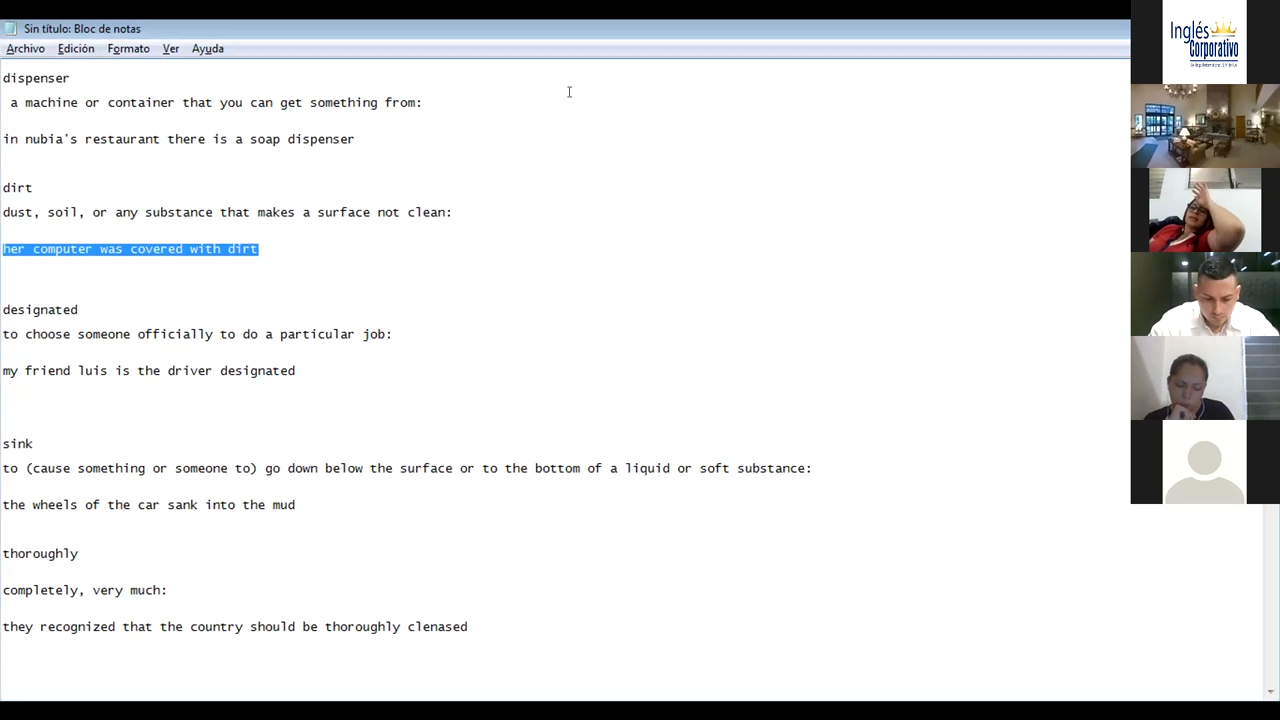 Sin título: Bloc de notas
Archivo Edición Formato Ver Ayuda
dispenser
a machine or container that you can get something from:
in nubia's restaurant there is a soap dispenser
dirt
dust, soil, or any substance that makes a surface not clean:
her computer was covered with dirt
designated
to choose someone officially to do a particular job:
my friend luis is the driver designated
sink
to (cause something or someone to) go down below the surface or to the bottom of a liquid or soft substance:
the wheels of the car sank into the mud
thoroughly
completely, very much:
they recognized that the country should be thoroughly clenased
Inglés
Corporativo